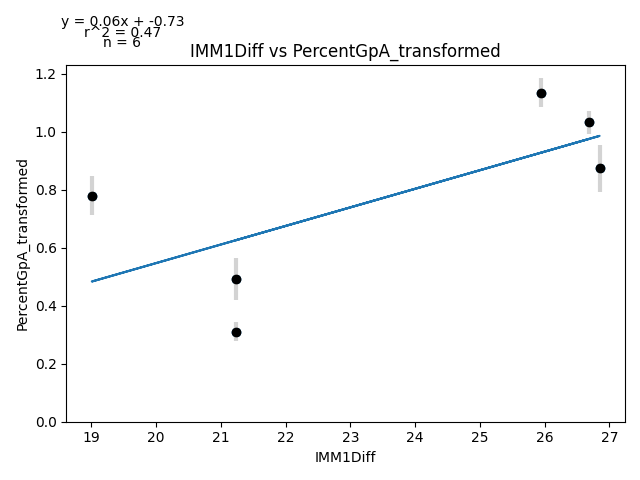 y = 0.06x + -0.73
r^2 = 0.47
n = 6
IMM1Diff vs PercentGpA_transformed
PercentGpA_transformed
1.2
1.0
0.8
0.6
0.4
0.2
0.0
19 20 21 22 23 24 25 26 27
IMM1Diff